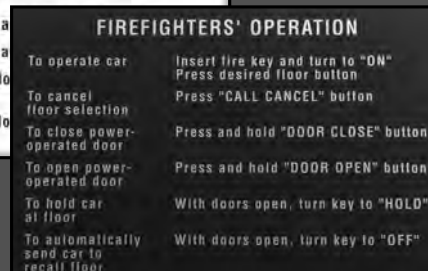 a
a
lo
lo
FIREFIGHTERS' OPERATION
To operate car
Insert fire key and turn to "ON"
Press desired floor button
To cancel
floor selection
Press "CALL CANCEL" button
To close power-
operated door
Press and hold "DOOR CLOSE" button
To open power-
operated door
Press and hold "DOOR OPEN" button
To hold car
at floor
With doors open, turn key to "HOLD"
To automatically
send car to
recall floor
With doors open, turn key to "OFF"